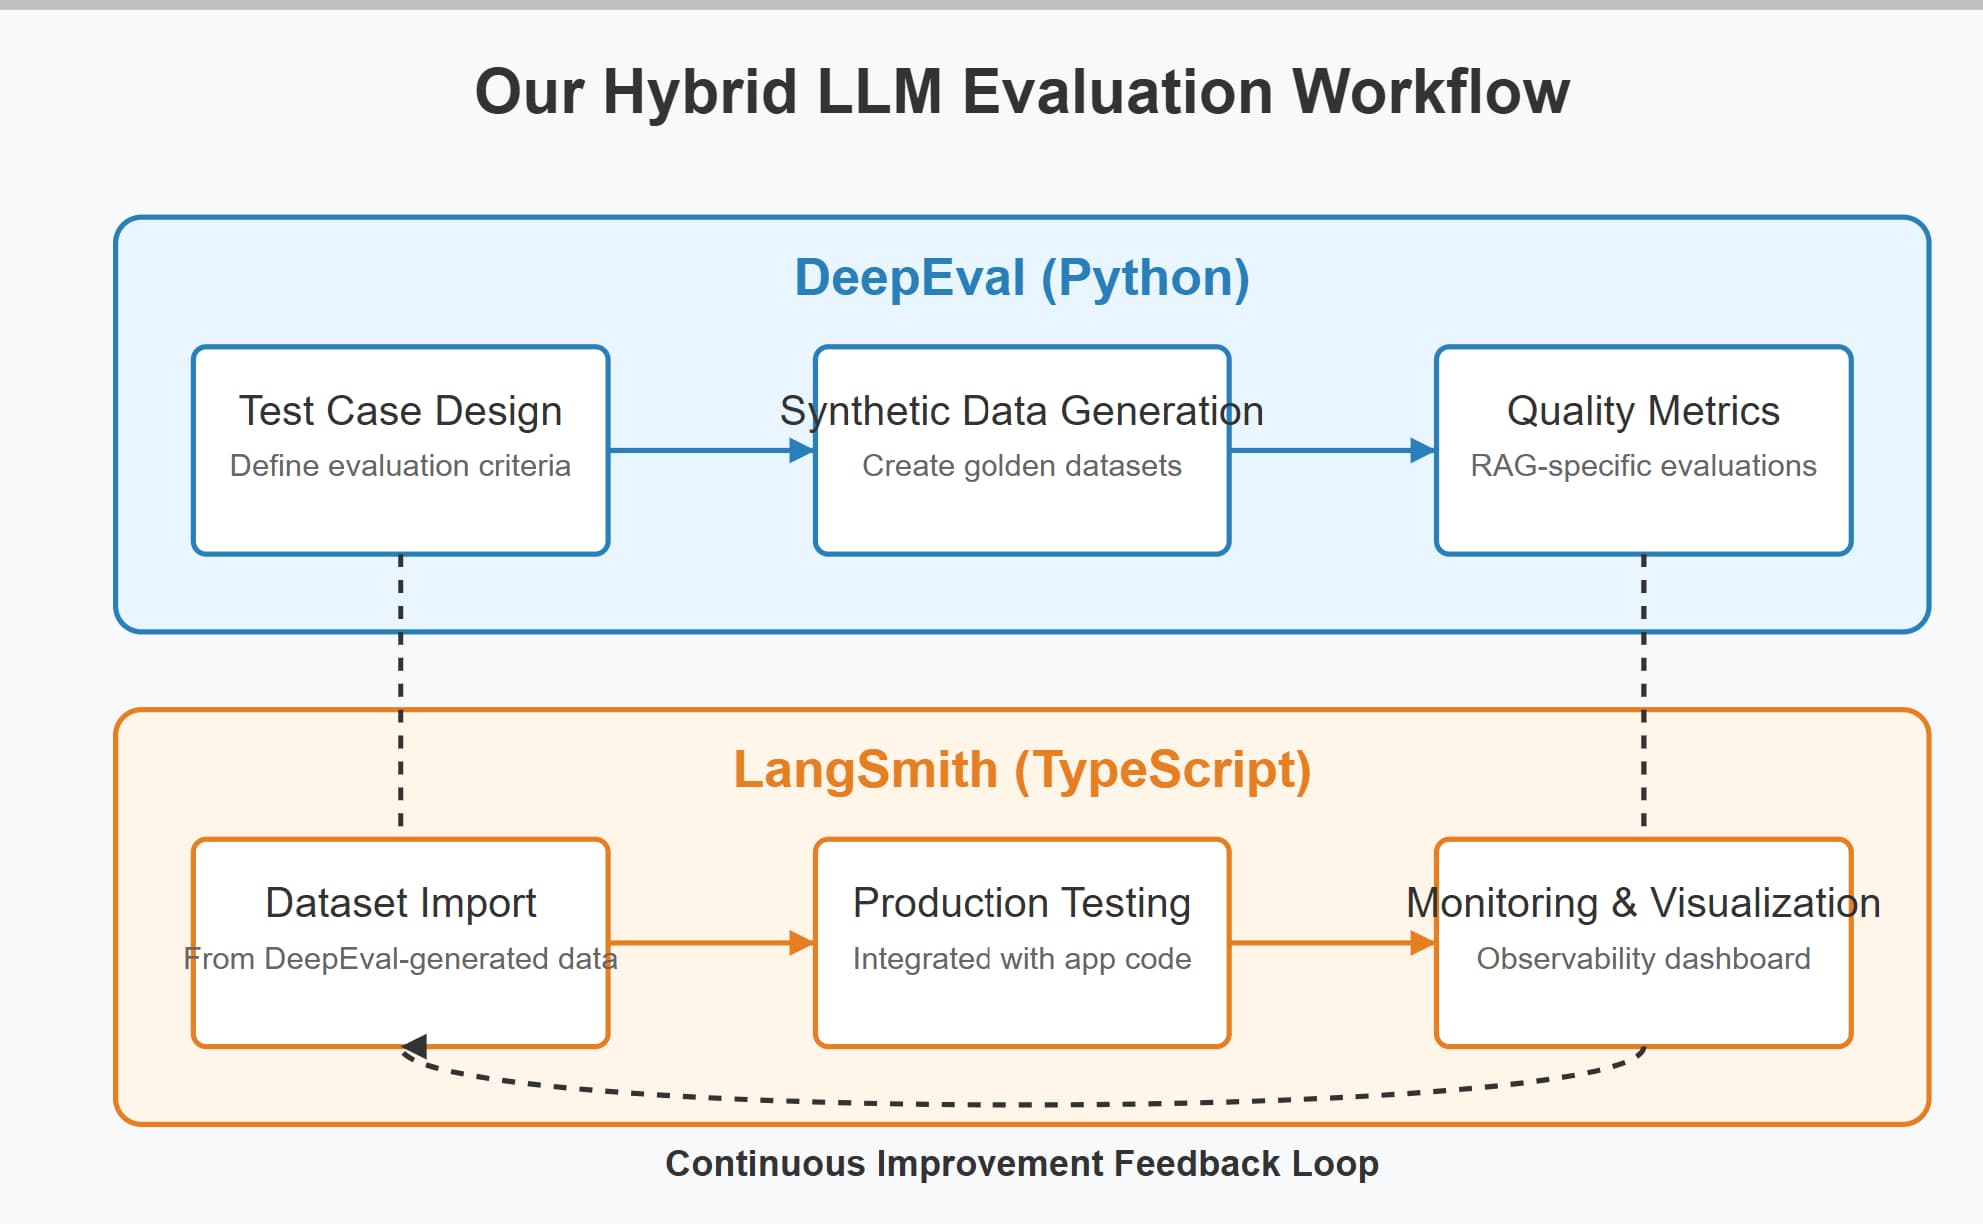 Our Hybrid LLM Evaluation Workflow
DeepEval (Python)
Test Case Design
Define evaluation criteria
Synthetic Data Generation
Create golden datasets
Quality Metrics
RAG-specific evaluations
LangSmith (TypeScript)
Dataset Import
From DeepEval-generated data
Production Testing
Integrated with app code
Monitoring & Visualization
Observability dashboard
Continuous Improvement Feedback Loop